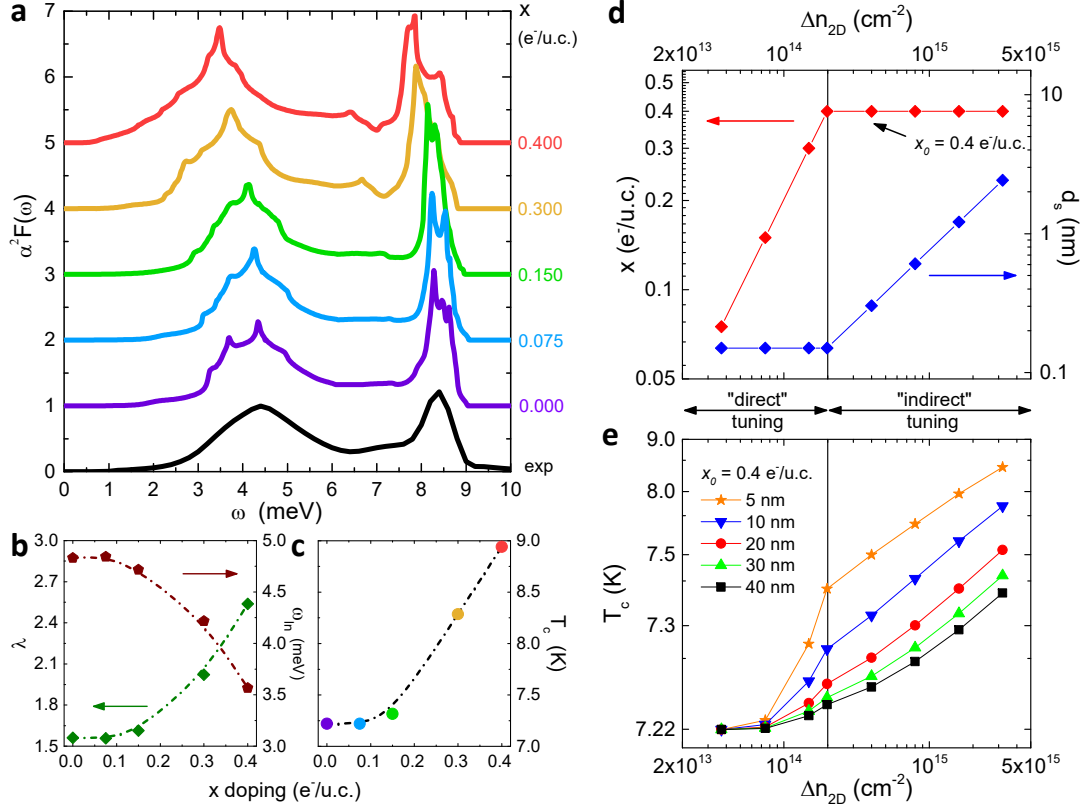 a
7
6
5
4
3
2
1
0
α²F(ω)
x
(e⁻/u.c.)
0.400
0.300
0.150
0.075
0.000
exp
0 1 2 3 4 5 6 7 8 9 10
ω (meV)
b
3.0
2.7
2.4
2.1
1.8
1.5
λ
5.0
4.5
4.0
3.5
3.0
ω_ln
(meV)
0.0 0.1 0.2 0.3 0.4
c
9.0
8.5
8.0
7.5
7.0
T_c
(K)
0.0 0.1 0.2 0.3 0.4
x doping (e⁻/u.c.)
d
Δn_2D (cm⁻²)
2x10¹³ 10¹⁴ 10¹⁵ 5x10¹⁵
0.5
0.4
0.3
0.2
0.1
0.05
x (e⁻/u.c.)
x₀ = 0.4 e⁻/u.c.
10
1
0.1
d_s (nm)
"direct"
tuning
"indirect"
tuning
e
9.0
8.0
7.5
7.3
7.22
T_c (K)
x₀ = 0.4 e⁻/u.c.
5 nm
10 nm
20 nm
30 nm
40 nm
2x10¹³ 10¹⁴ 10¹⁵ 5x10¹⁵
Δn_2D (cm⁻²)